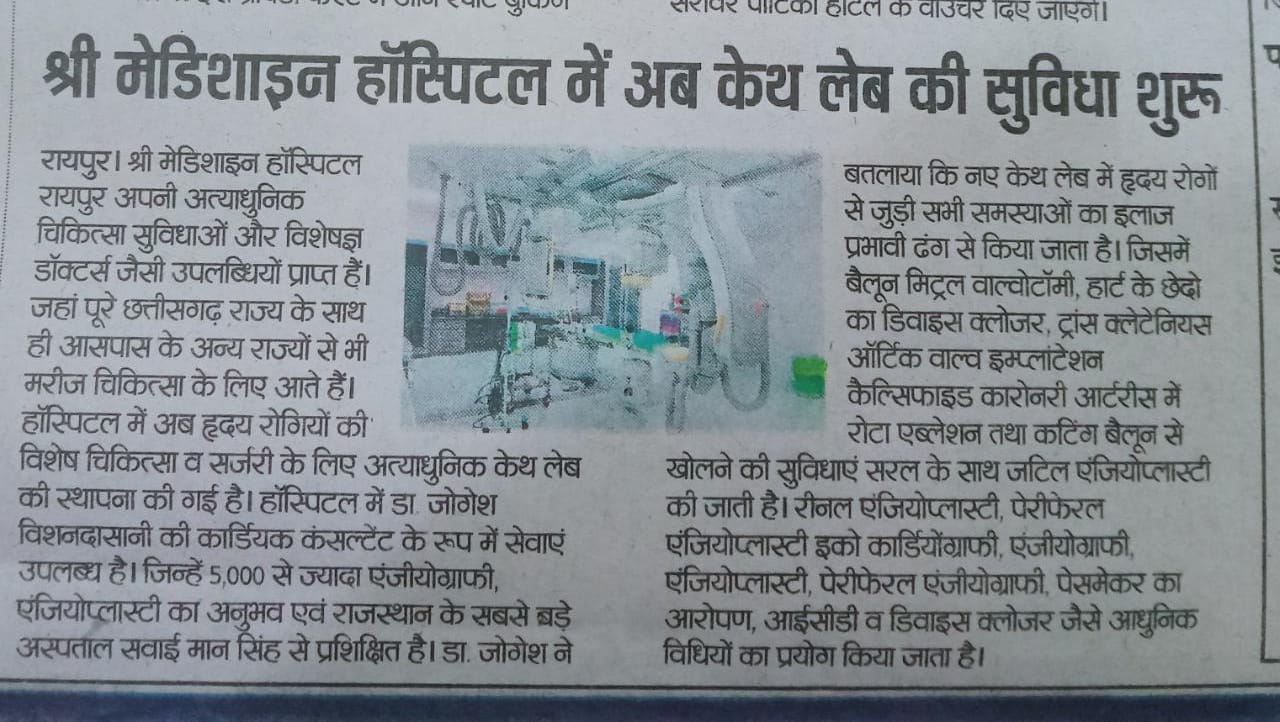 सरोवर पोर्टिको होटल के वाउचर दिए जाएंगे।
श्री मेडिशाइन हॉस्पिटल में अब केथ लेब की सुविधा शुरू
रायपुर। श्री मेडिशाइन हॉस्पिटल
रायपुर अपनी अत्याधुनिक
चिकित्सा सुविधाओं और विशेषज्ञ
डॉक्टर्स जैसी उपलब्धियों प्राप्त हैं।
जहां पूरे छत्तीसगढ़ राज्य के साथ
ही आसपास के अन्य राज्यों से भी
मरीज चिकित्सा के लिए आते हैं।
हॉस्पिटल में अब हृदय रोगियों की
विशेष चिकित्सा व सर्जरी के लिए अत्याधुनिक केथ लेब
की स्थापना की गई है। हॉस्पिटल में डा. जोगेश
विशनदासानी की कार्डियक कंसल्टेंट के रूप में सेवाएं
उपलब्ध है। जिन्हें 5,000 से ज्यादा एंजीयोग्राफी,
एंजियोप्लास्टी का अनुभव एवं राजस्थान के सबसे बड़े
अस्पताल सवाई मान सिंह से प्रशिक्षित है। डा. जोगेश ने
बतलाया कि नए केथ लेब में हृदय रोगों
से जुड़ी सभी समस्याओं का इलाज
प्रभावी ढंग से किया जाता है। जिसमें
बैलून मिट्रल वाल्वोटॉमी, हार्ट के छेदो
का डिवाइस क्लोजर, ट्रांस क्लेटेनियस
ऑर्टिक वाल्व इम्प्लांटेशन
कैल्सिफाइड कारोनरी आर्टरीस में
रोटा एब्लेशन तथा कटिंग बैलून से
खोलने की सुविधाएं सरल के साथ जटिल एंजियोप्लास्टी
की जाती है। रीनल एंजियोप्लास्टी, पेरीफेरल
एंजियोप्लास्टी इको कार्डियोंग्राफी, एंजीयोग्राफी,
एंजियोप्लास्टी, पेरीफेरल एंजीयोग्राफी, पेसमेकर का
आरोपण, आईसीडी व डिवाइस क्लोजर जैसे आधुनिक
विधियों का प्रयोग किया जाता है।